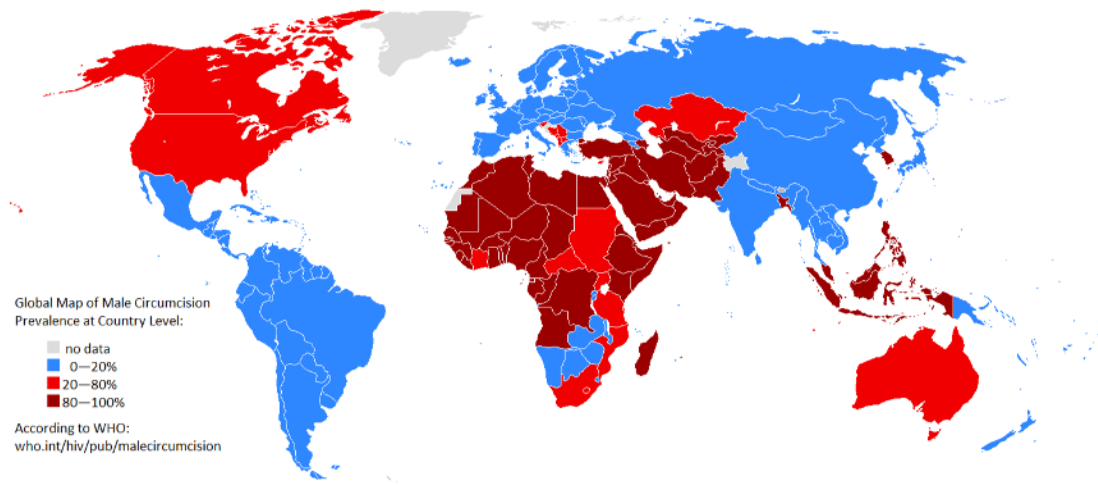 Global Map of Male Circumcision
Prevalence at Country Level:
no data
0—20%
20—80%
80—100%
According to WHO:
who.int/hiv/pub/malecircumcision